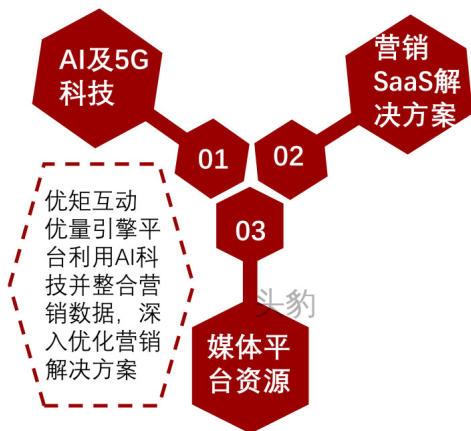 AI及5G
科技
营销
SaaS解
决方案
01
02
03
优矩互动
优量引擎平
台利用AI科
技并整合营
销数据，深
入优化营销
解决方案
头豹
媒体平
台资源